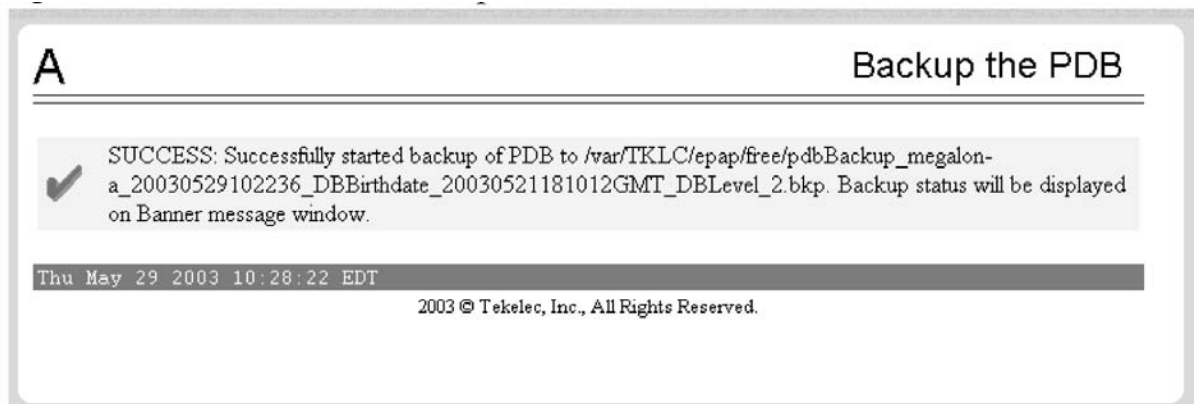 A
Backup the PDB
SUCCESS: Successfully started backup of PDB to /var/TKLC/epap/free/pdbBackup_megalon-
a_20030529102236_DBBirthdate_20030521181012GMT_DBLevel_2.bkp. Backup status will be displayed
on Banner message window.
Thu May 29 2003 10:28:22 EDT
2003 © Tekelec, Inc., All Rights Reserved.